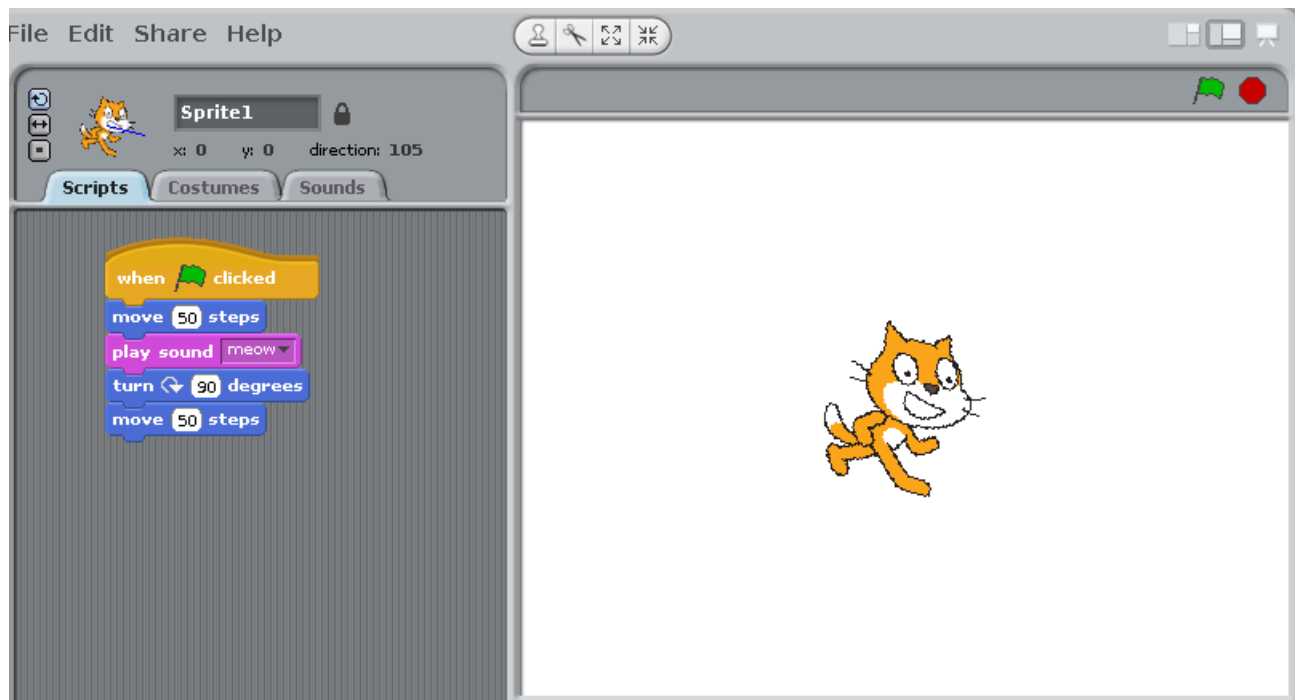 File Edit Share Help
Sprite1
x: 0 y: 0 direction: 105
Scripts Costumes Sounds
when clicked
move 50 steps
play sound meow
turn 90 degrees
move 50 steps